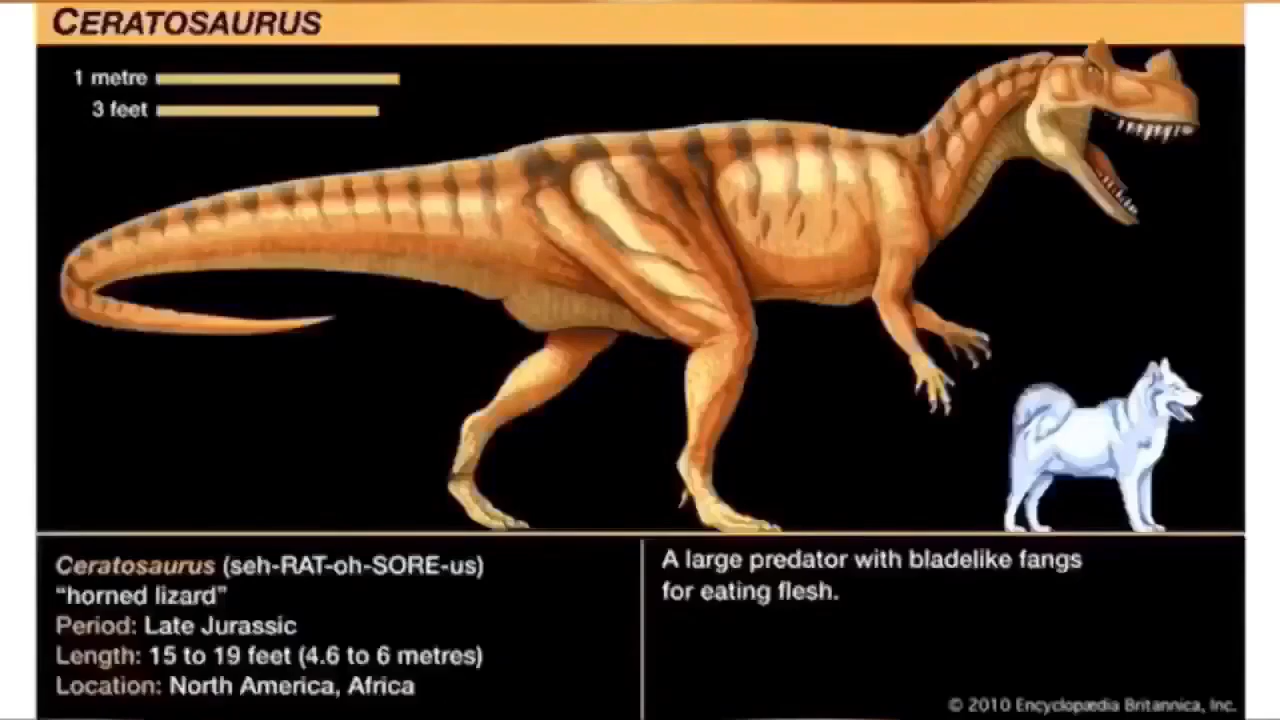 CERATOSAURUS
1 metre
3 feet
Ceratosaurus (seh-RAT-oh-SORE-us)
"horned lizard"
Period: Late Jurassic
Length: 15 to 19 feet (4.6 to 6 metres)
Location: North America, Africa
A large predator with bladelike fangs
for eating flesh.
© 2010 Encyclopædia Britannica, Inc.